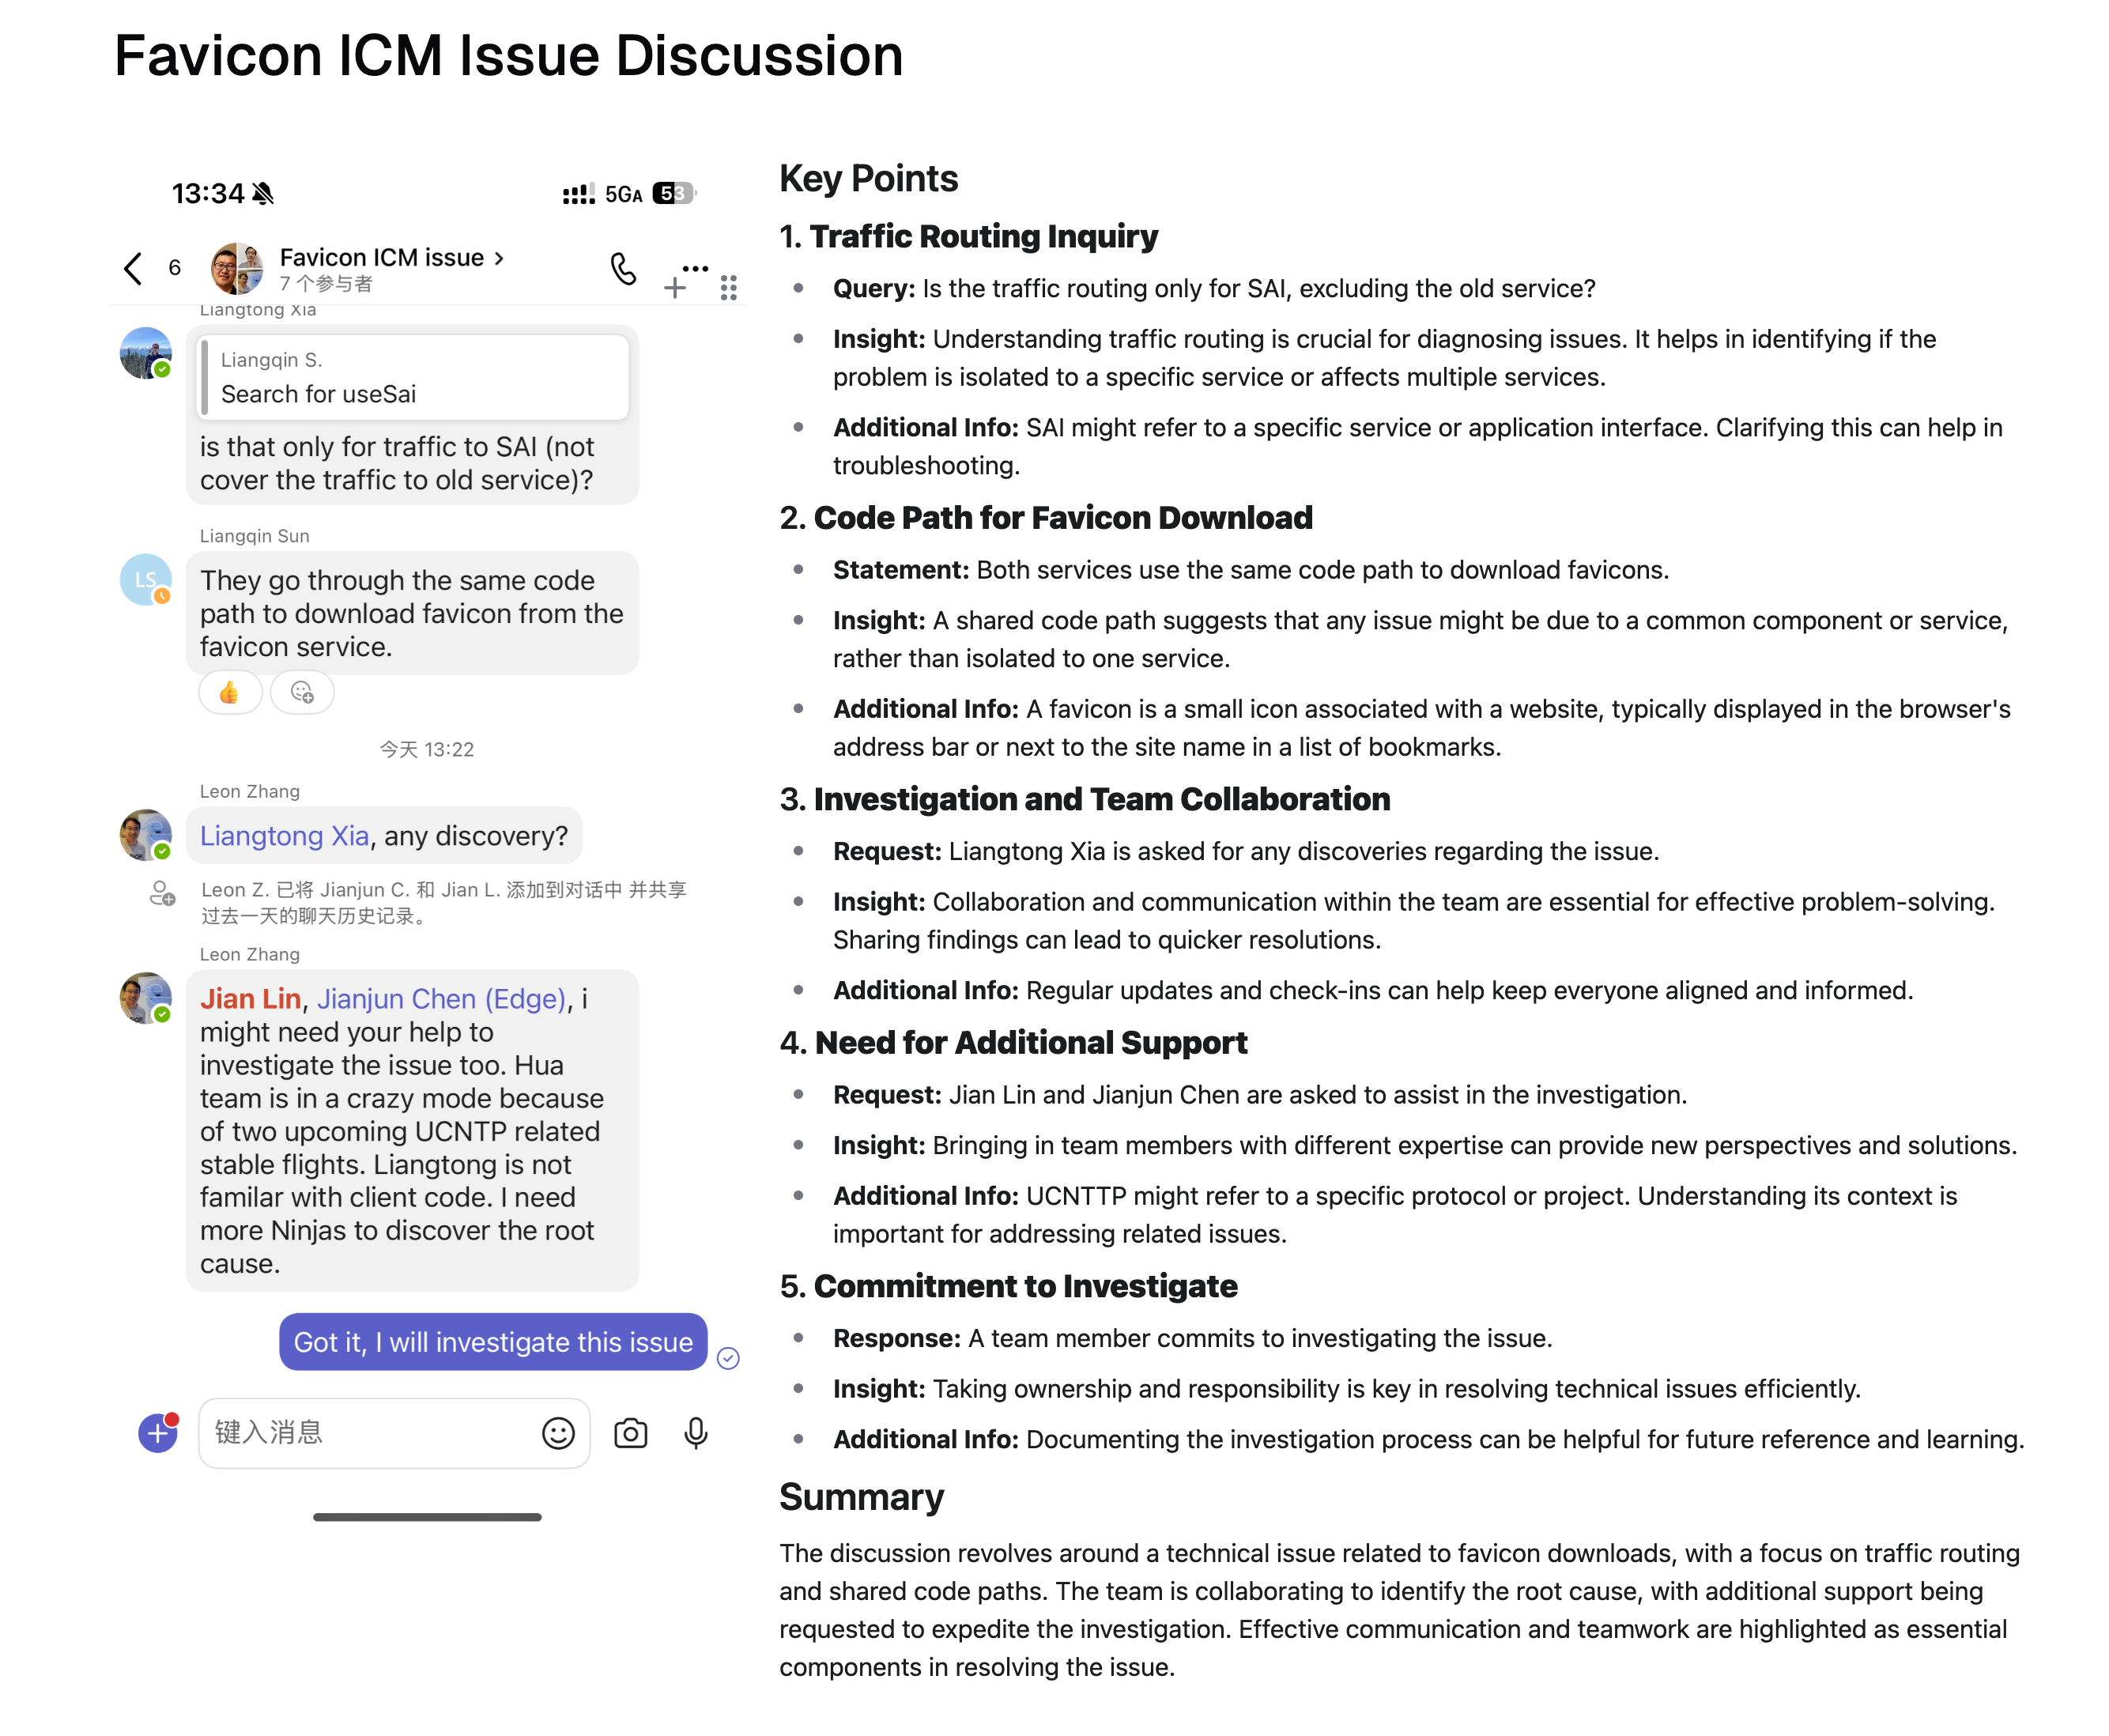 Favicon ICM Issue Discussion
13:34
5GA 53
6
Favicon ICM issue
7 个参与者
Liangtong Xia
Liangqin S.
Search for useSai
is that only for traffic to SAI (not
cover the traffic to old service)?
Liangqin Sun
LS
They go through the same code
path to download favicon from the
favicon service.
今天 13:22
Leon Zhang
Liangtong Xia, any discovery?
Leon Z. 已将 Jianjun C. 和 Jian L. 添加到对话中 并共享
过去一天的聊天历史记录。
Leon Zhang
Jian Lin, Jianjun Chen (Edge), i
might need your help to
investigate the issue too. Hua
team is in a crazy mode because
of two upcoming UCNTP related
stable flights. Liangtong is not
familar with client code. I need
more Ninjas to discover the root
cause.
Got it, I will investigate this issue
键入消息
Key Points
1. Traffic Routing Inquiry
Query: Is the traffic routing only for SAI, excluding the old service?
Insight: Understanding traffic routing is crucial for diagnosing issues. It helps in identifying if the
problem is isolated to a specific service or affects multiple services.
Additional Info: SAI might refer to a specific service or application interface. Clarifying this can help in
troubleshooting.
2. Code Path for Favicon Download
Statement: Both services use the same code path to download favicons.
Insight: A shared code path suggests that any issue might be due to a common component or service,
rather than isolated to one service.
Additional Info: A favicon is a small icon associated with a website, typically displayed in the browser's
address bar or next to the site name in a list of bookmarks.
3. Investigation and Team Collaboration
Request: Liangtong Xia is asked for any discoveries regarding the issue.
Insight: Collaboration and communication within the team are essential for effective problem-solving.
Sharing findings can lead to quicker resolutions.
Additional Info: Regular updates and check-ins can help keep everyone aligned and informed.
4. Need for Additional Support
Request: Jian Lin and Jianjun Chen are asked to assist in the investigation.
Insight: Bringing in team members with different expertise can provide new perspectives and solutions.
Additional Info: UCNTTP might refer to a specific protocol or project. Understanding its context is
important for addressing related issues.
5. Commitment to Investigate
Response: A team member commits to investigating the issue.
Insight: Taking ownership and responsibility is key in resolving technical issues efficiently.
Additional Info: Documenting the investigation process can be helpful for future reference and learning.
Summary
The discussion revolves around a technical issue related to favicon downloads, with a focus on traffic routing
and shared code paths. The team is collaborating to identify the root cause, with additional support being
requested to expedite the investigation. Effective communication and teamwork are highlighted as essential
components in resolving the issue.